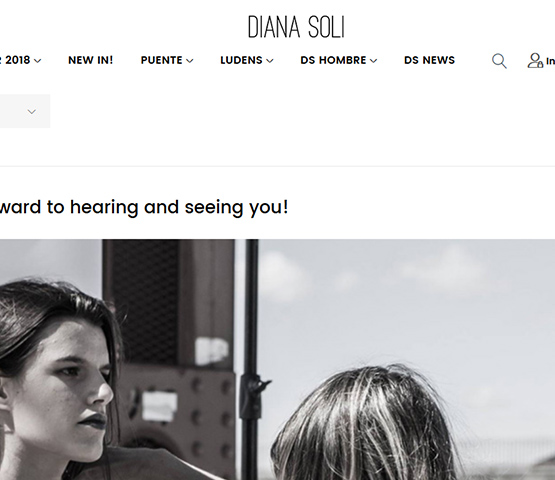 DIANA SOLI
2018 NEW IN! PUENTE LUDENS DS HOMBRE DS NEWS In
ward to hearing and seeing you!